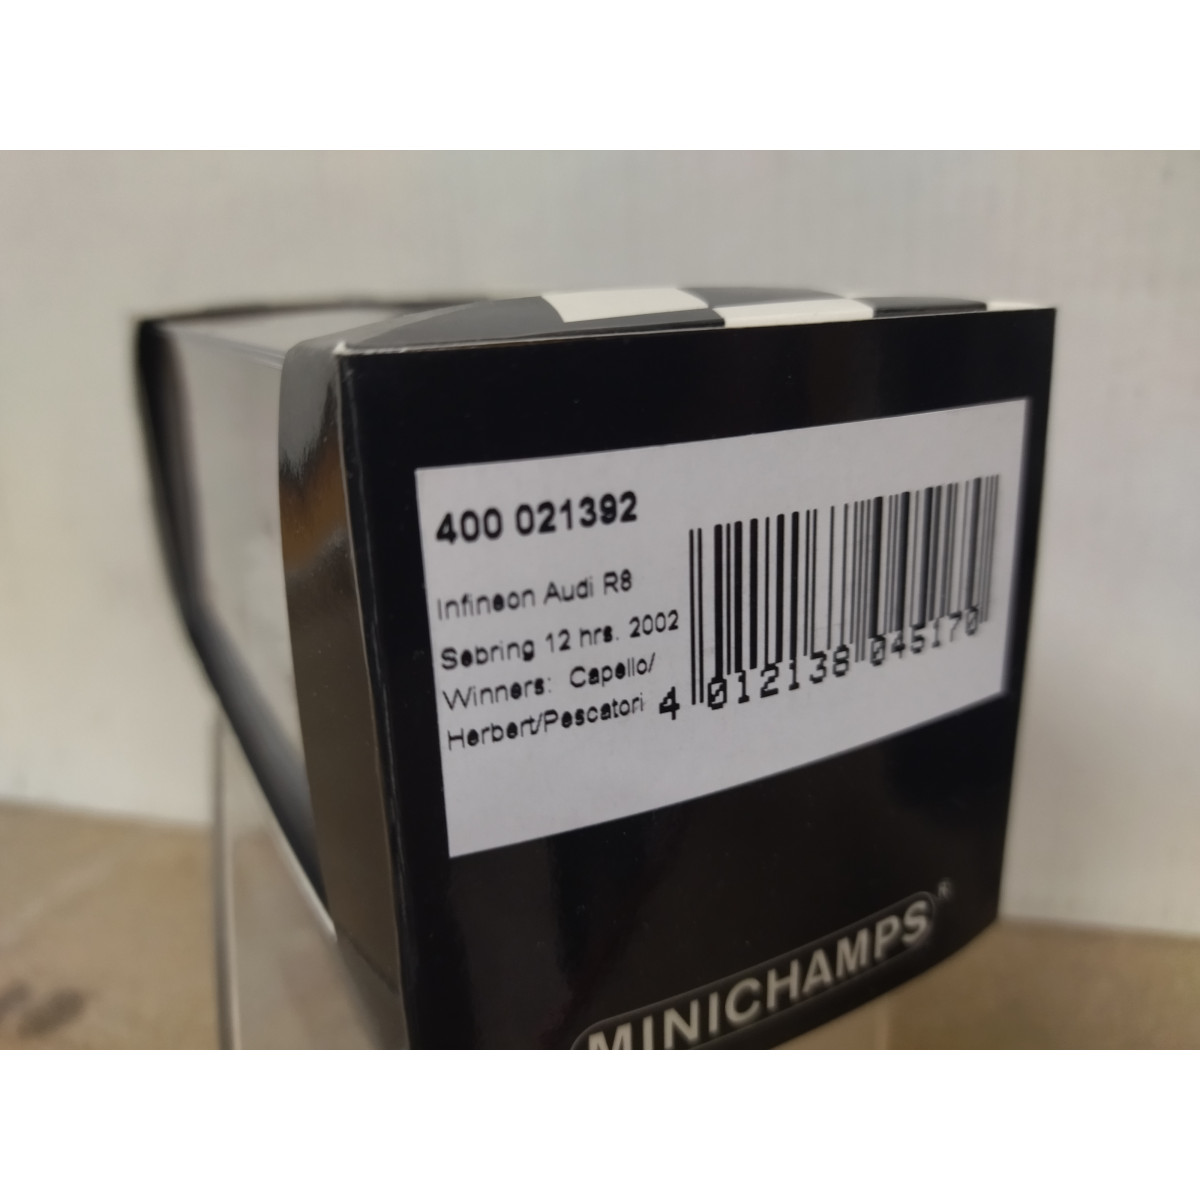 400 021392
Infineon Audi R8
Sebring 12 hrs. 2002
Winners: Capello/
Herbert/Pescatori
4 012138 045170
MINICHAMPS®